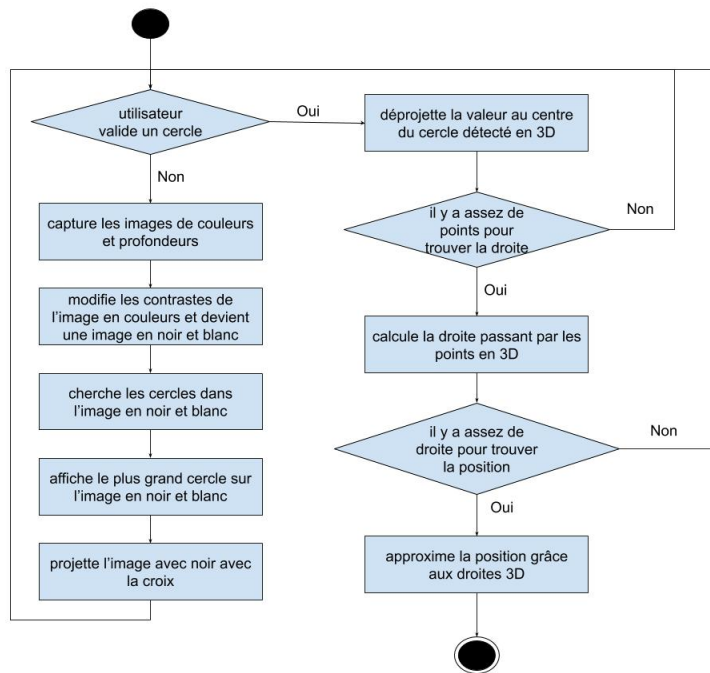 utilisateur
valide un cercle
Oui
déprojette la valeur au centre
du cercle détecté en 3D
Non
capture les images de couleurs
et profondeurs
il y a assez de
points pour
trouver la droite
Non
Oui
modifie les contrastes de
l'image en couleurs et devient
une image en noir et blanc
calcule la droite passant par les
points en 3D
cherche les cercles dans
l'image en noir et blanc
il y a assez de
droite pour trouver
la position
Non
Oui
affiche le plus grand cercle sur
l'image en noir et blanc
projette l'image avec noir avec
la croix
approxime la position grâce
aux droites 3D